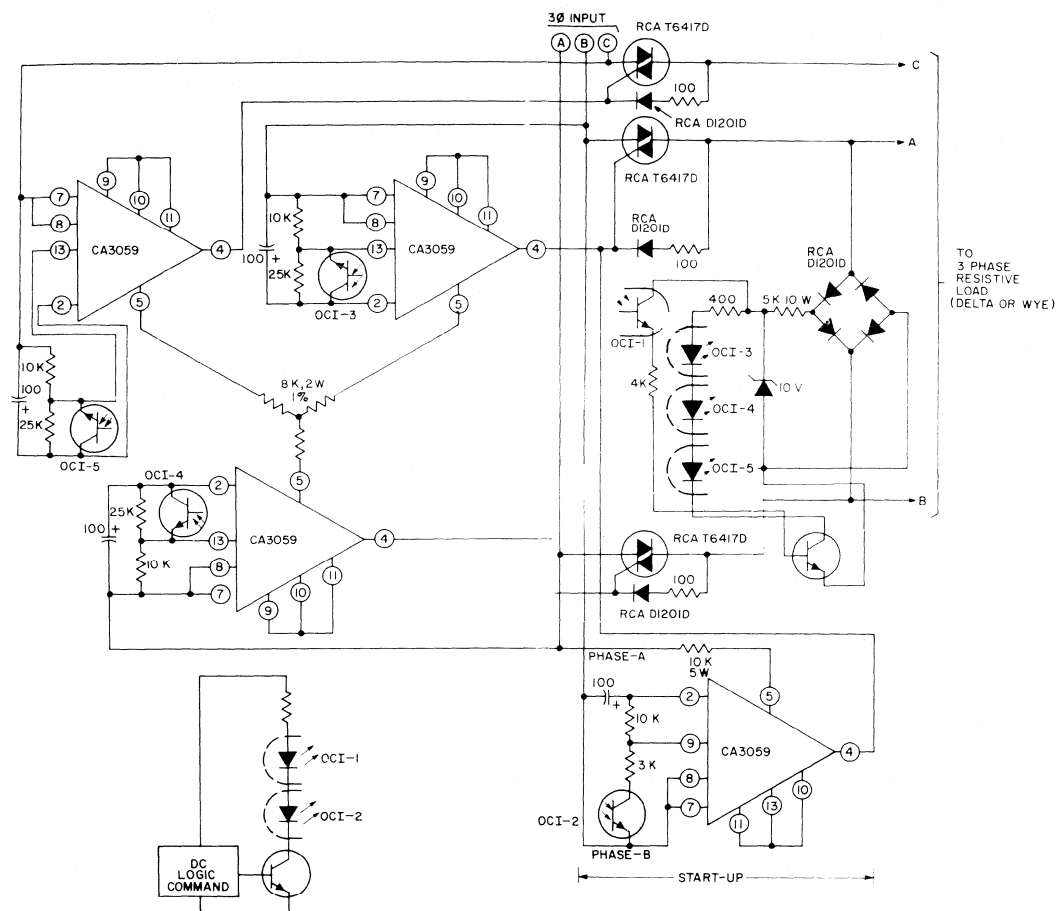 3Ø INPUT
A B C
RCA T6417D
C
100
RCA D1201D
A
RCA T6417D
9
10
11
7
8
13
CA3059
4
2
5
9
10
11
7
8
13
CA3059
4
2
5
10K
25K
100
+
OCI-3
RCA
D1201D
100
RCA
D1201D
TO
3 PHASE
RESISTIVE
LOAD
(DELTA OR WYE)
400
5K 10 W
OCI-1
OCI-3
4K
10 V
OCI-4
OCI-5
B
10K
100
+
25K
OCI-5
8K, 2W
1%
OCI-4
5
2
25K
100
+
13
CA3059
4
10 K
8
7
9
10
11
RCA T6417D
100
RCA D1201D
PHASE-A
10 K
5W
5
100
+
2
10 K
9
CA3059
4
3 K
8
7
10
13
11
OCI-2
PHASE-B
START-UP
OCI-1
OCI-2
DC
LOGIC
COMMAND